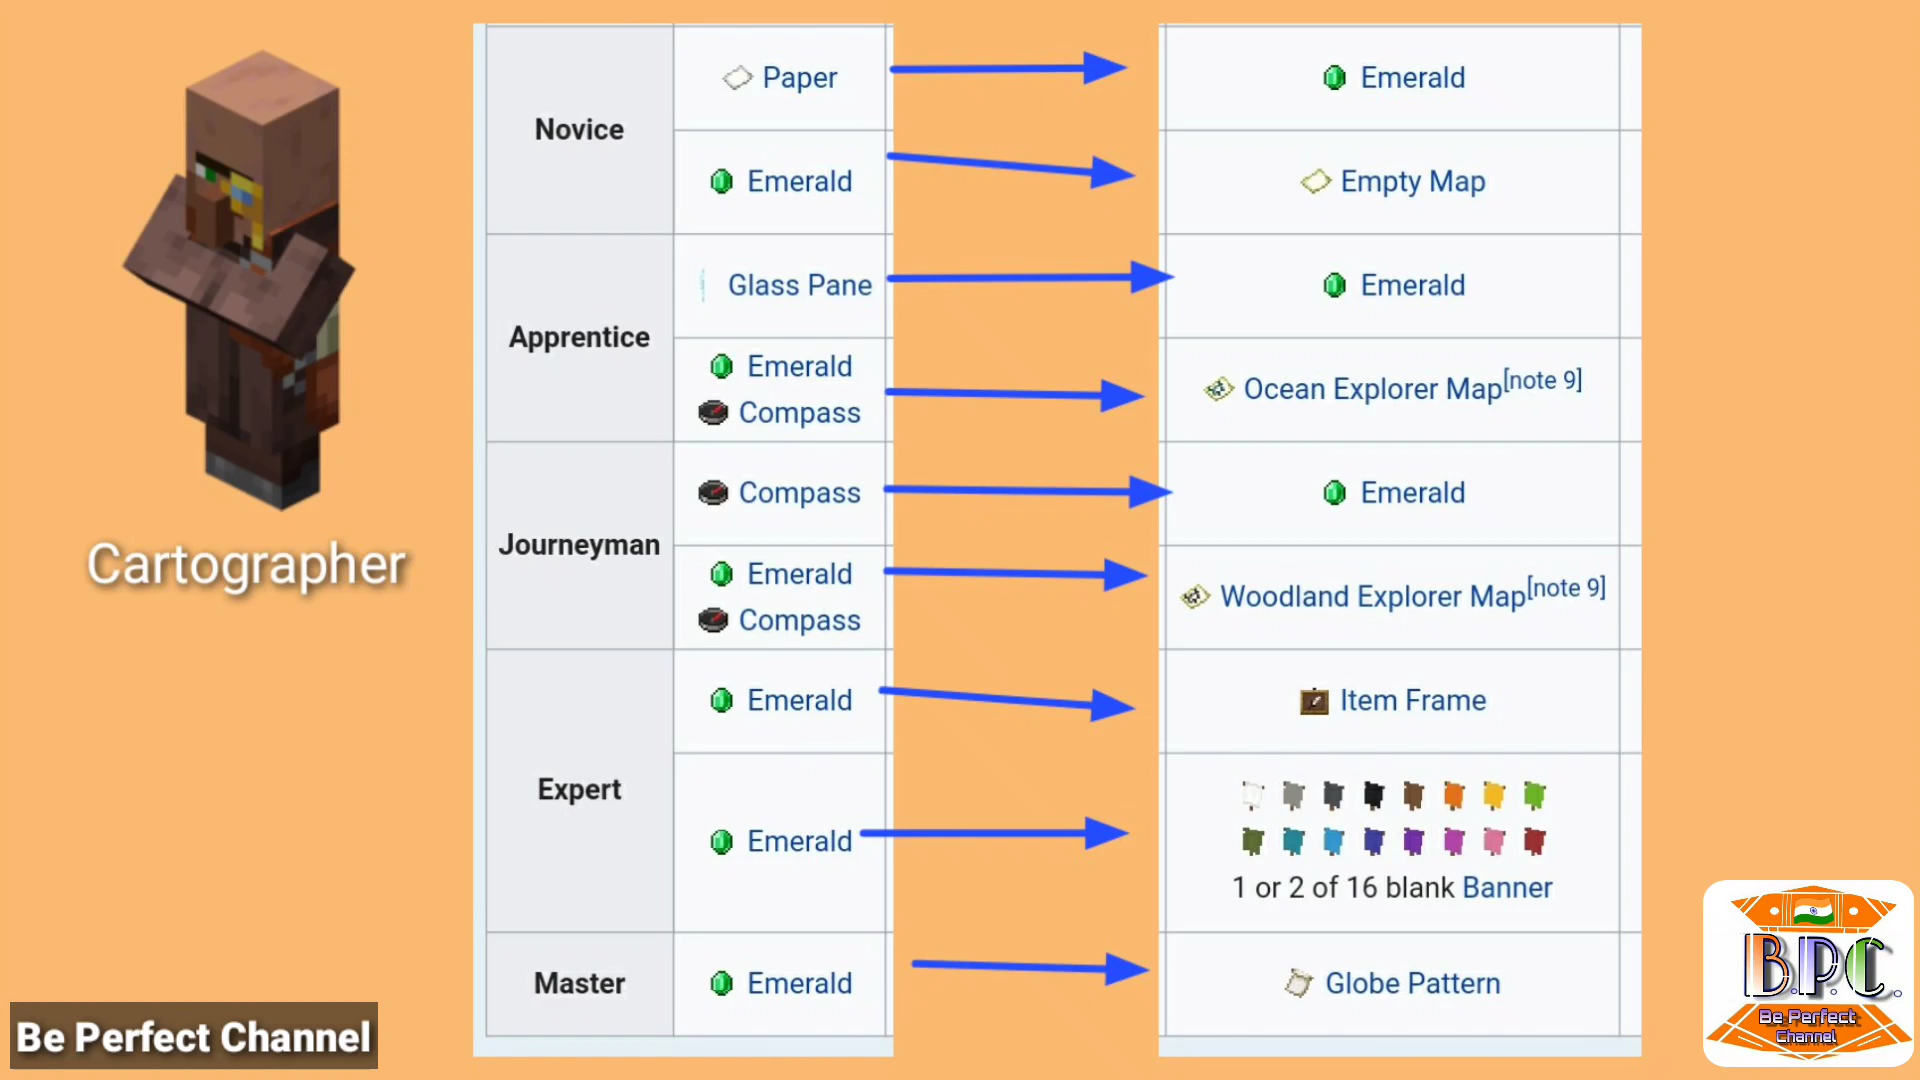 Cartographer
Novice
Paper
Emerald
Emerald
Empty Map
Apprentice
Glass Pane
Emerald
Emerald
Compass
Ocean Explorer Map[note 9]
Journeyman
Compass
Emerald
Emerald
Compass
Woodland Explorer Map[note 9]
Expert
Emerald
Item Frame
Emerald
1 or 2 of 16 blank Banner
Master
Emerald
Globe Pattern
Be Perfect Channel
B.P.C.
Be Perfect
Channel